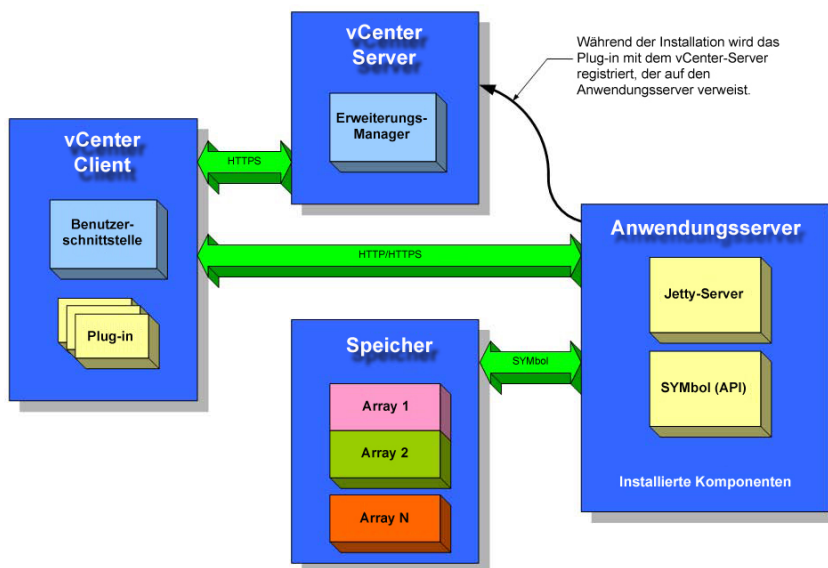 vCenter
Server
Erweiterungs-
Manager
Während der Installation wird das
Plug-in mit dem vCenter-Server
registriert, der auf den
Anwendungsserver verweist.
vCenter
Client
Benutzer-
schnittstelle
Plug-in
HTTPS
HTTP/HTTPS
Anwendungsserver
Jetty-Server
SYMbol (API)
Installierte Komponenten
Speicher
SYMbol
Array 1
Array 2
Array N